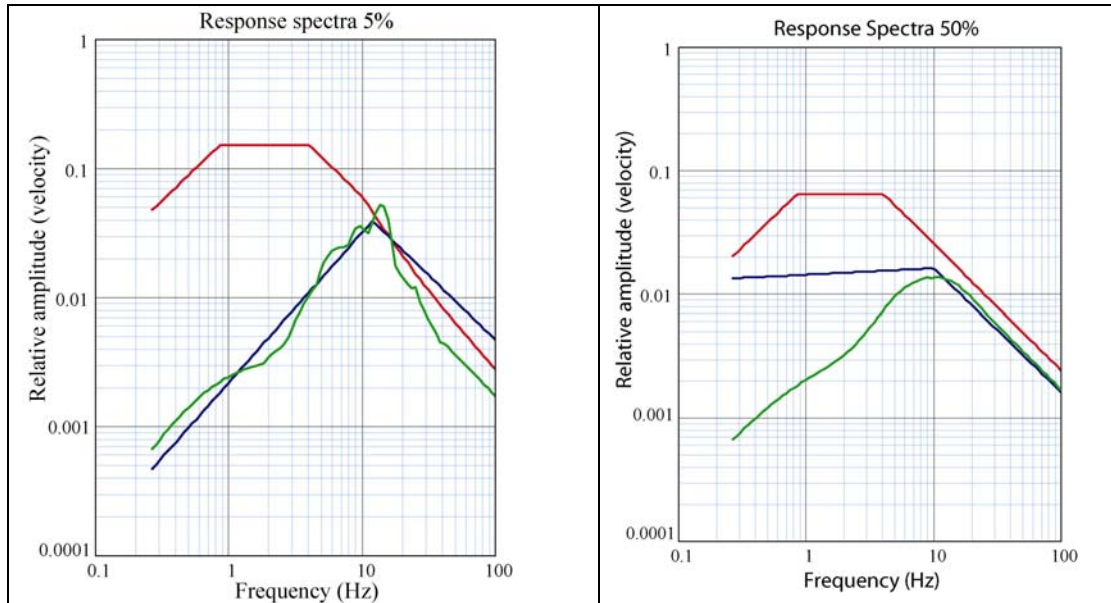 Response spectra 5%
Relative amplitude (velocity)
1
0.1
0.01
0.001
0.0001
0.1 1 10 100
Frequency (Hz)
Response Spectra 50%
Relative amplitude (velocity)
1
0.1
0.01
0.001
0.0001
0.1 1 10 100
Frequency (Hz)